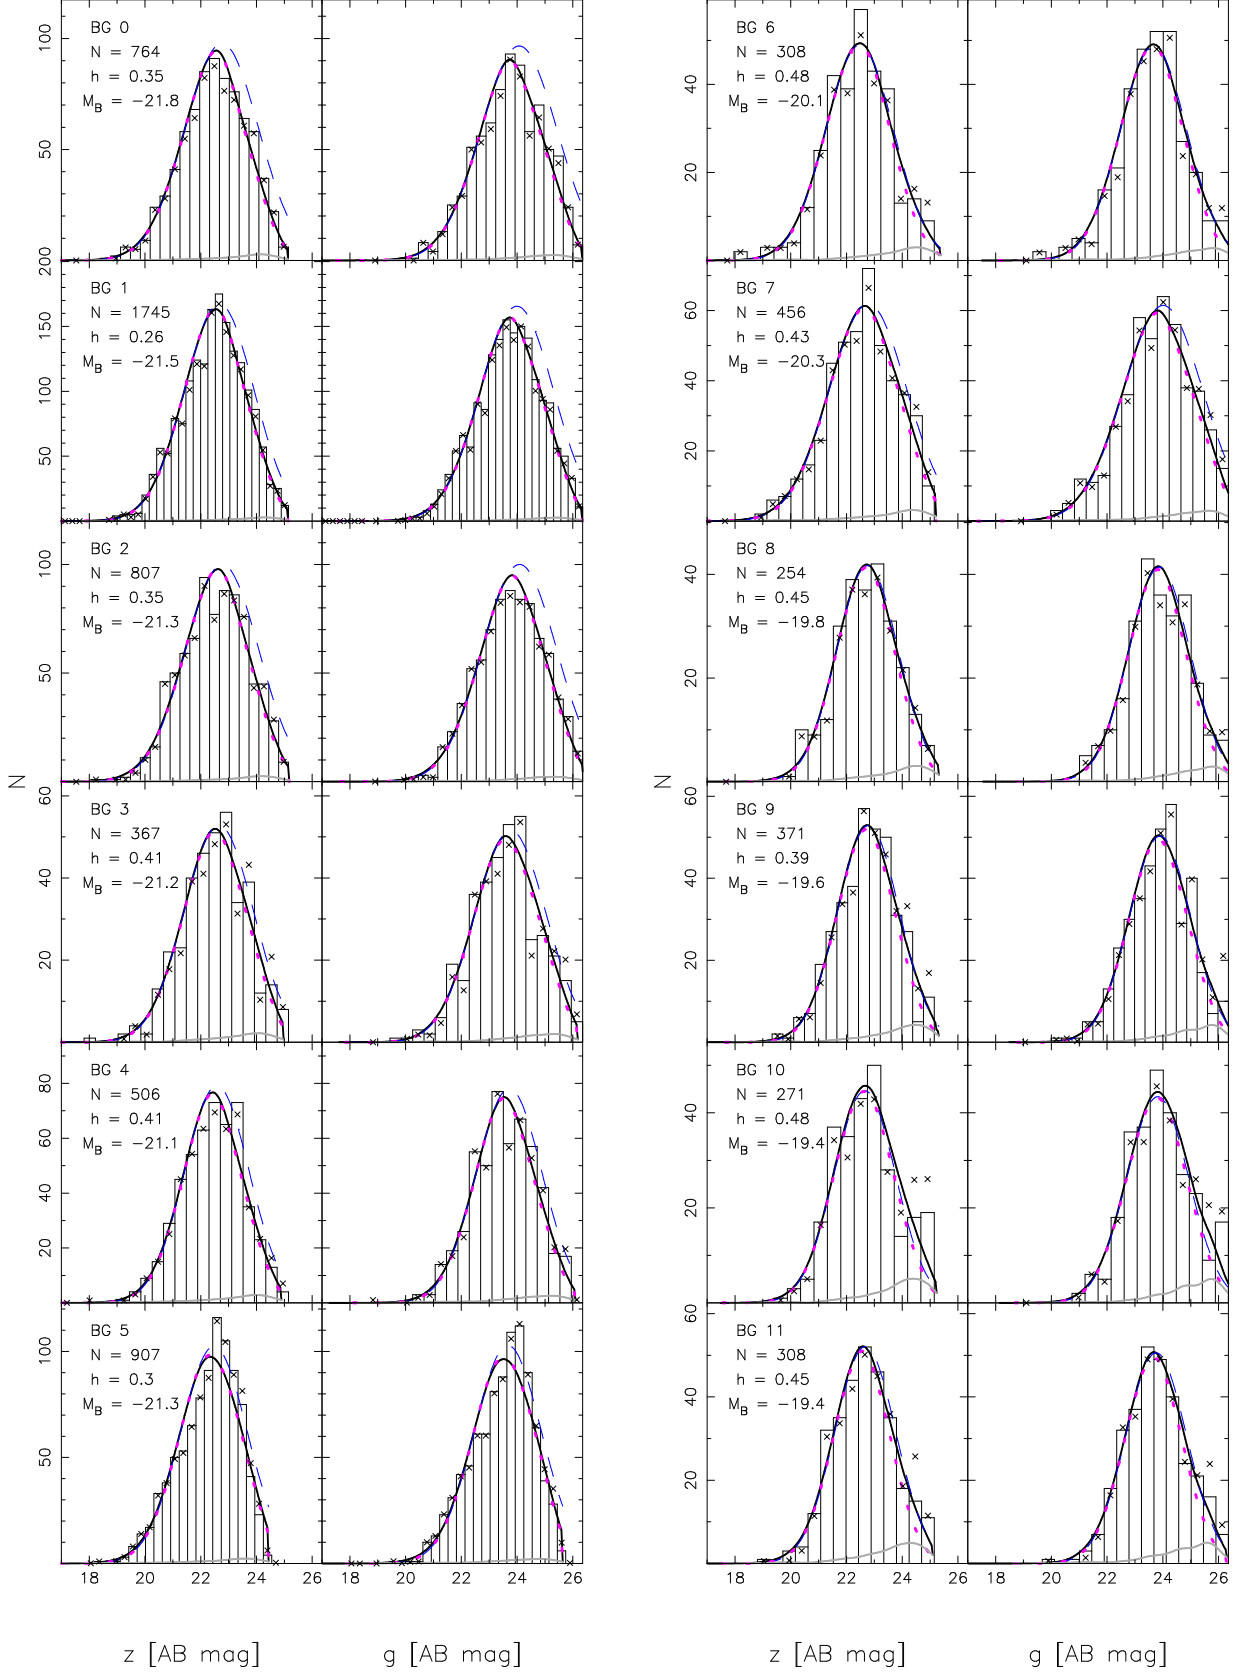 BG 0
N = 764
h = 0.35
M_B = −21.8
100
50
200
BG 1
N = 1745
h = 0.26
M_B = −21.5
150
100
50
BG 2
N = 807
h = 0.35
M_B = −21.3
100
50
N
BG 3
N = 367
h = 0.41
M_B = −21.2
60
40
20
BG 4
N = 506
h = 0.41
M_B = −21.1
80
60
40
20
BG 5
N = 907
h = 0.3
M_B = −21.3
100
50
18 20 22 24 26
18 20 22 24 26
z [AB mag]
g [AB mag]
BG 6
N = 308
h = 0.48
M_B = −20.1
40
20
BG 7
N = 456
h = 0.43
M_B = −20.3
60
40
20
BG 8
N = 254
h = 0.45
M_B = −19.8
40
20
N
BG 9
N = 371
h = 0.39
M_B = −19.6
60
40
20
BG 10
N = 271
h = 0.48
M_B = −19.4
40
20
BG 11
N = 308
h = 0.45
M_B = −19.4
60
40
20
18 20 22 24 26
18 20 22 24 26
z [AB mag]
g [AB mag]